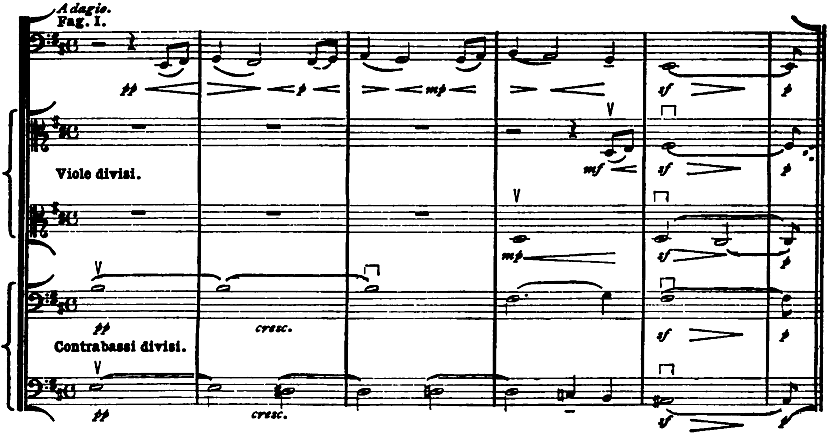 Adagio.
Fag. I.
pp p mp sf p
mf sf p
Viole divisi.
mp sf p
pp cresc. sf p
Contrabassi divisi.
pp cresc. sf p